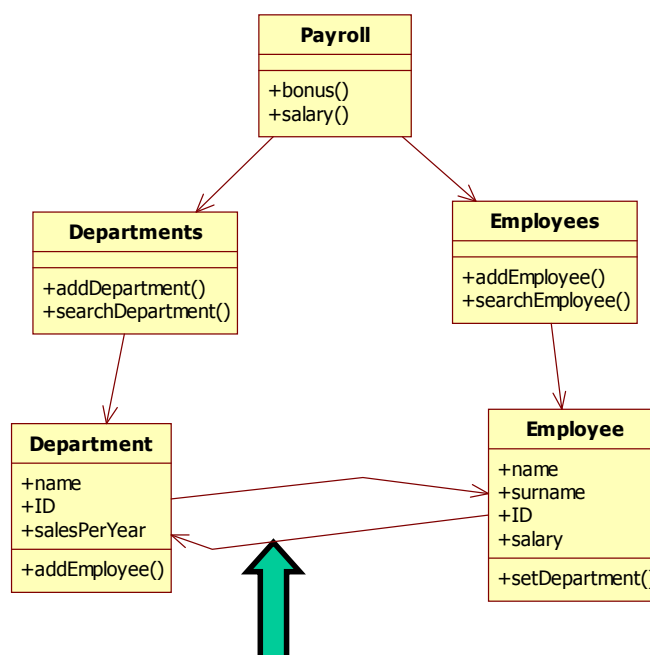 Payroll
+bonus()
+salary()
Departments
+addDepartment()
+searchDepartment()
Employees
+addEmployee()
+searchEmployee()
Department
+name
+ID
+salesPerYear
+addEmployee()
Employee
+name
+surname
+ID
+salary
+setDepartment()